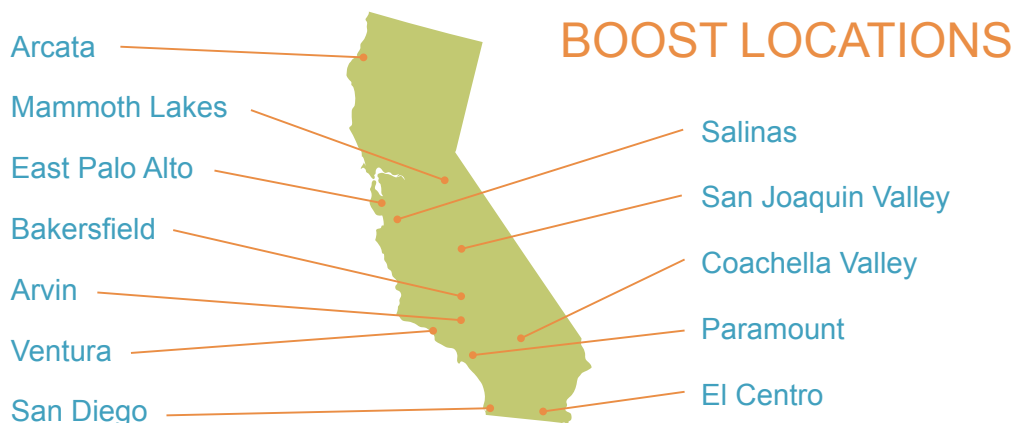 BOOST LOCATIONS
Arcata
Mammoth Lakes
East Palo Alto
Bakersfield
Arvin
Ventura
San Diego
Salinas
San Joaquin Valley
Coachella Valley
Paramount
El Centro